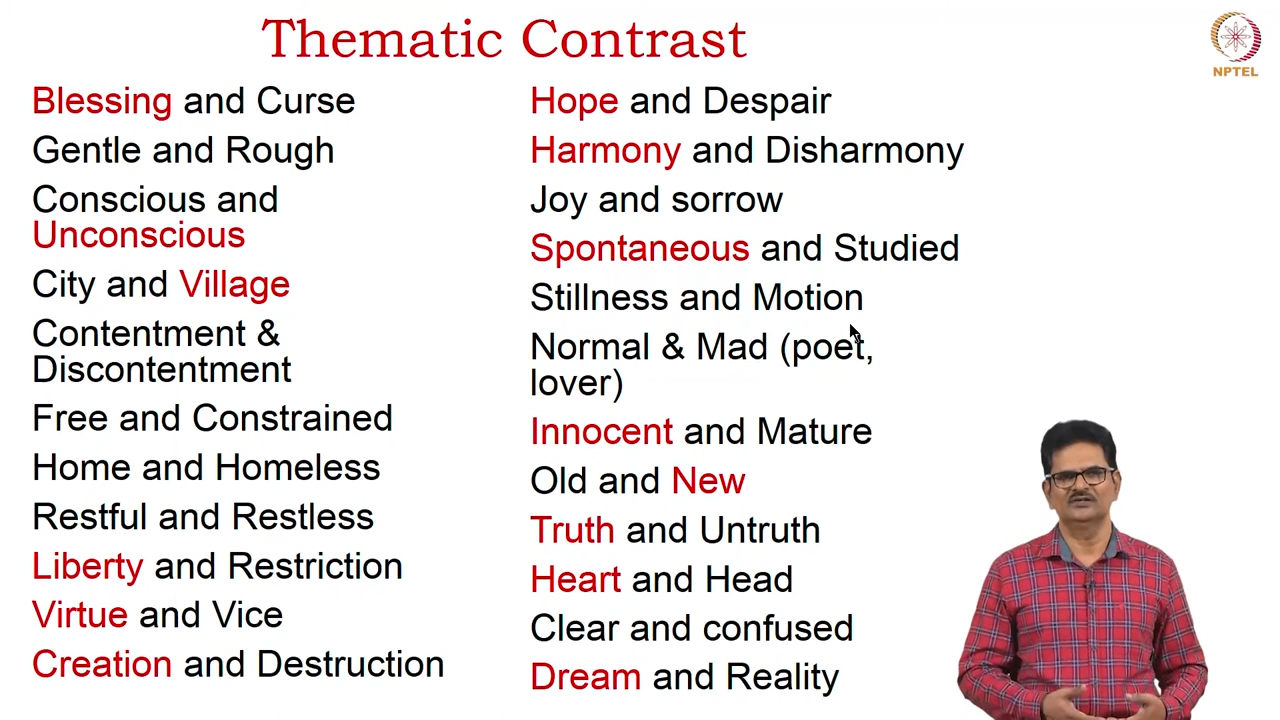 Thematic Contrast
NPTEL
Blessing and Curse
Gentle and Rough
Conscious and
Unconscious
City and Village
Contentment &
Discontentment
Free and Constrained
Home and Homeless
Restful and Restless
Liberty and Restriction
Virtue and Vice
Creation and Destruction
Hope and Despair
Harmony and Disharmony
Joy and sorrow
Spontaneous and Studied
Stillness and Motion
Normal & Mad (poet,
lover)
Innocent and Mature
Old and New
Truth and Untruth
Heart and Head
Clear and confused
Dream and Reality